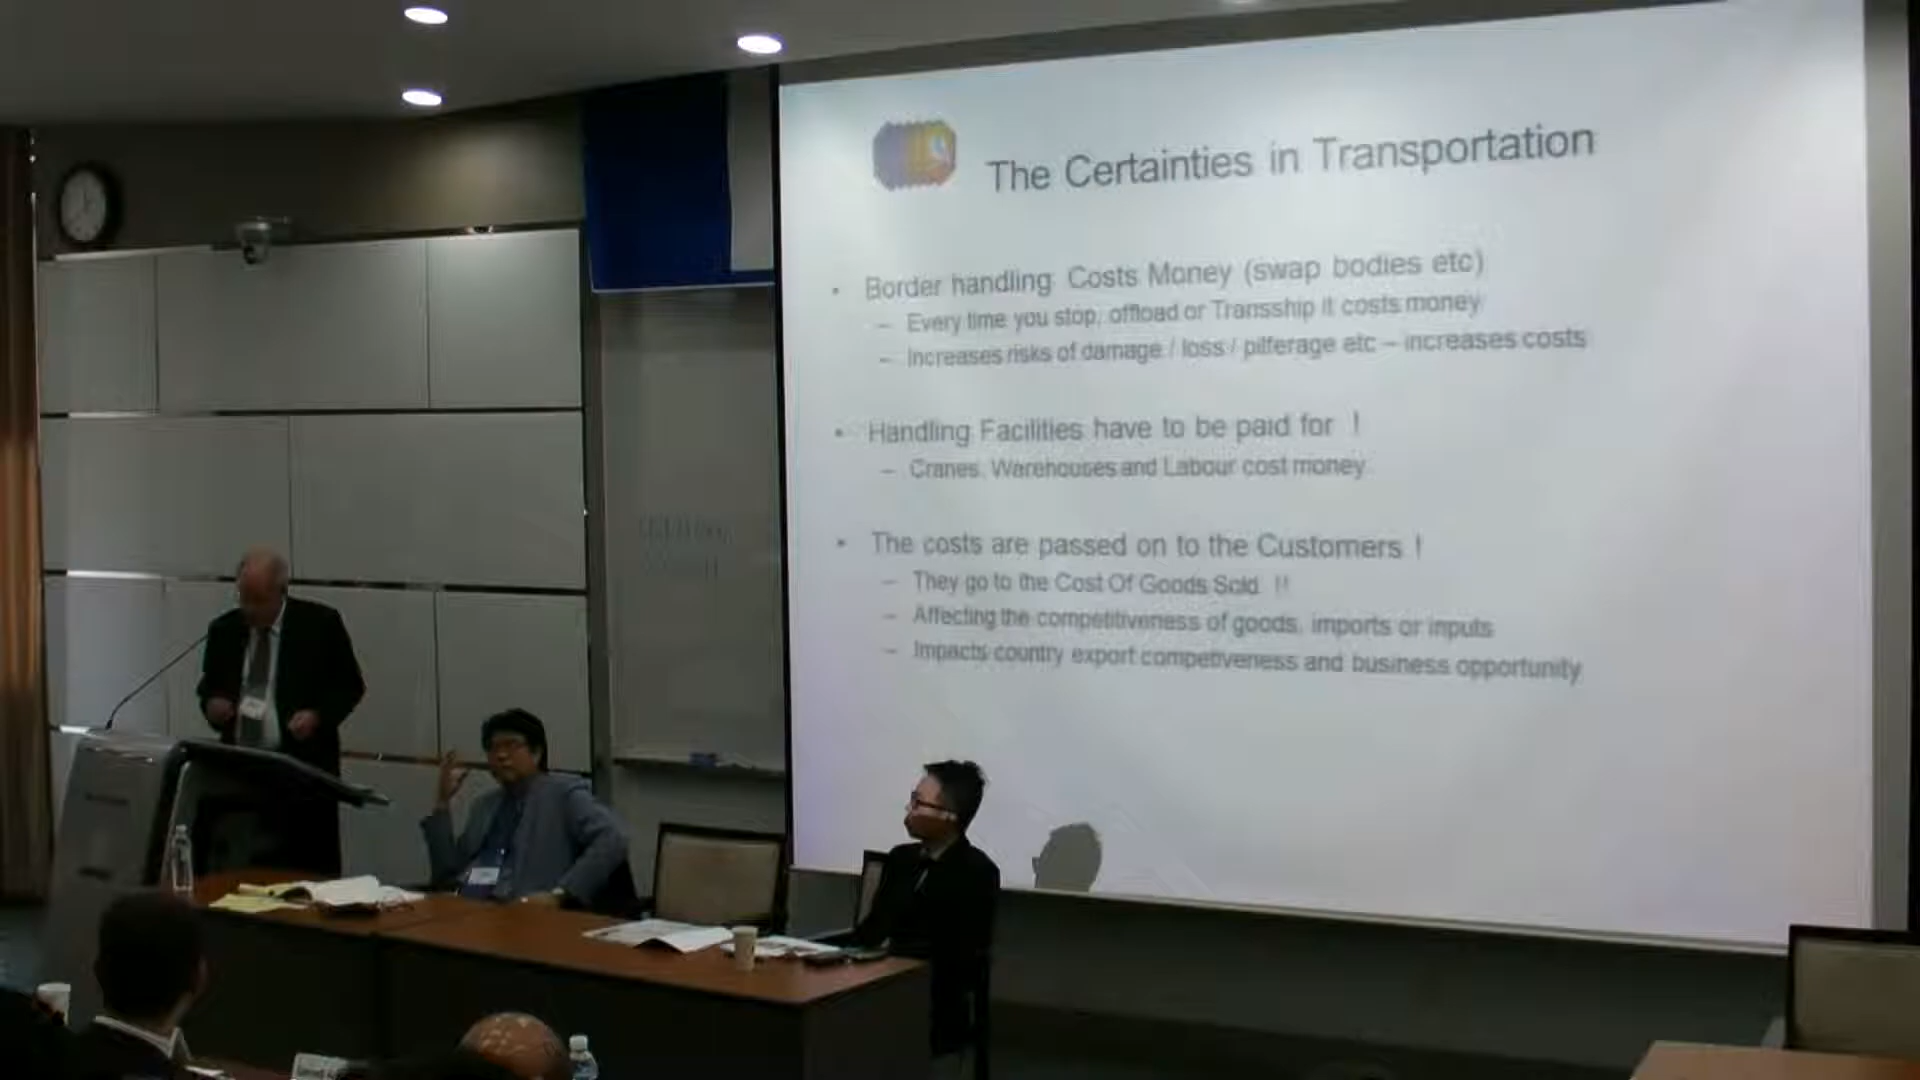 The Certainties in Transportation
• Border handling Costs Money (swap bodies etc)
– Every time you stop, offload or Transship it costs money
– Increases risks of damage / loss / pilferage etc – increases costs
• Handling Facilities have to be paid for !
– Cranes, Warehouses and Labour cost money
• The costs are passed on to the Customers !
– They go to the Cost Of Goods Sold !!
– Affecting the competitiveness of goods, imports or inputs
– Impacts country export competiveness and business opportunity